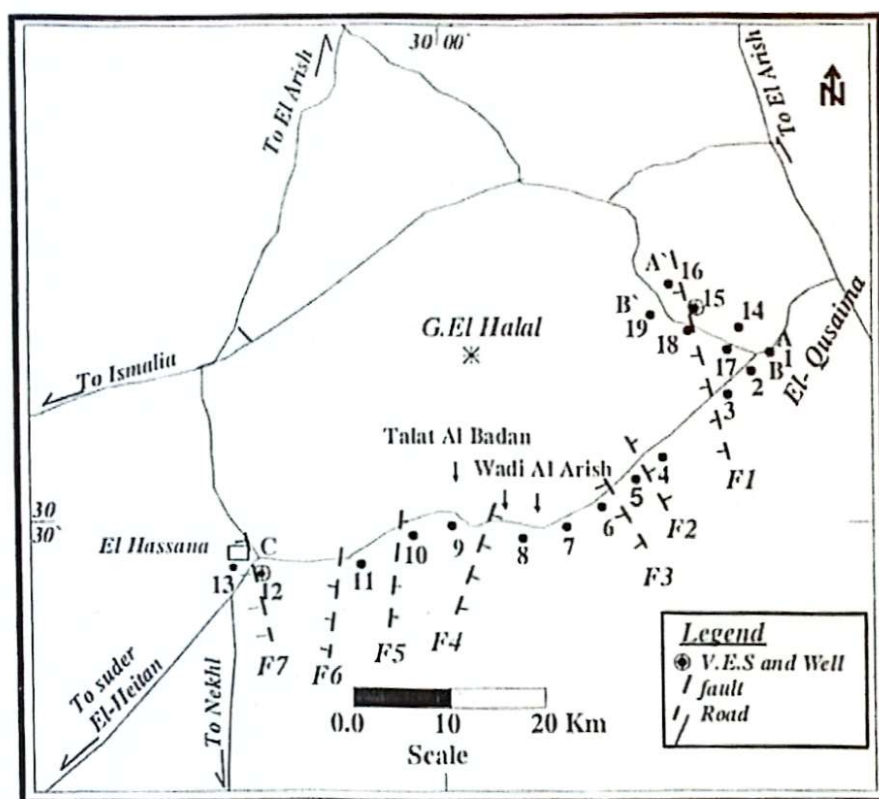 30 00`
To El Arish
To El Arish
N
A`
16
15
B`
19
14
18
17
A
1
B
2
El- Qusaima
3
G.El Halal
To Ismalia
Talat Al Badan
Wadi Al Arish
4
5
F1
F2
6
F3
30
30`
El Hassana
C
13
12
11
10
9
8
7
F7
F6
F5
F4
To suder
El-Heitan
To Nekhl
0.0 10 20 Km
Scale
Legend
V.E.S and Well
fault
Road